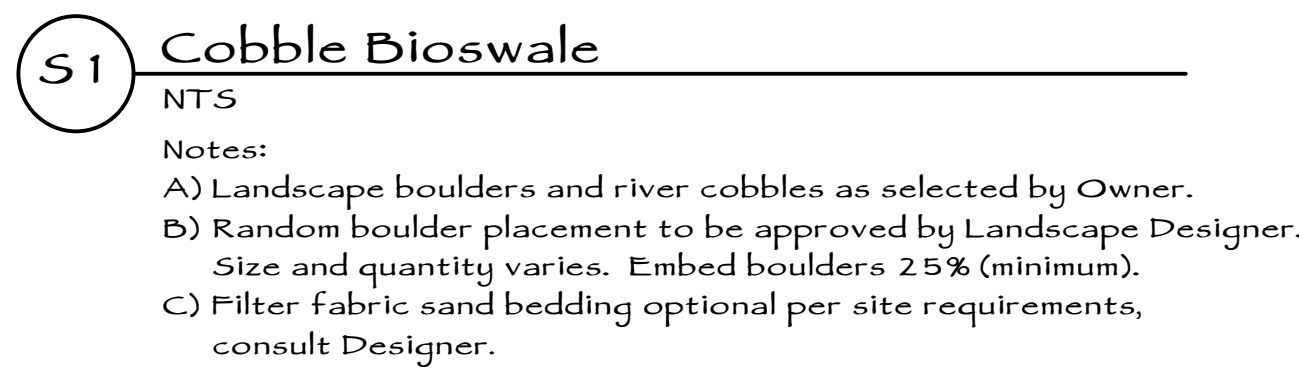 S1
Cobble Bioswale
NTS
Notes:
A) Landscape boulders and river cobbles as selected by Owner.
B) Random boulder placement to be approved by Landscape Designer.
Size and quantity varies. Embed boulders 25% (minimum).
C) Filter fabric sand bedding optional per site requirements,
consult Designer.